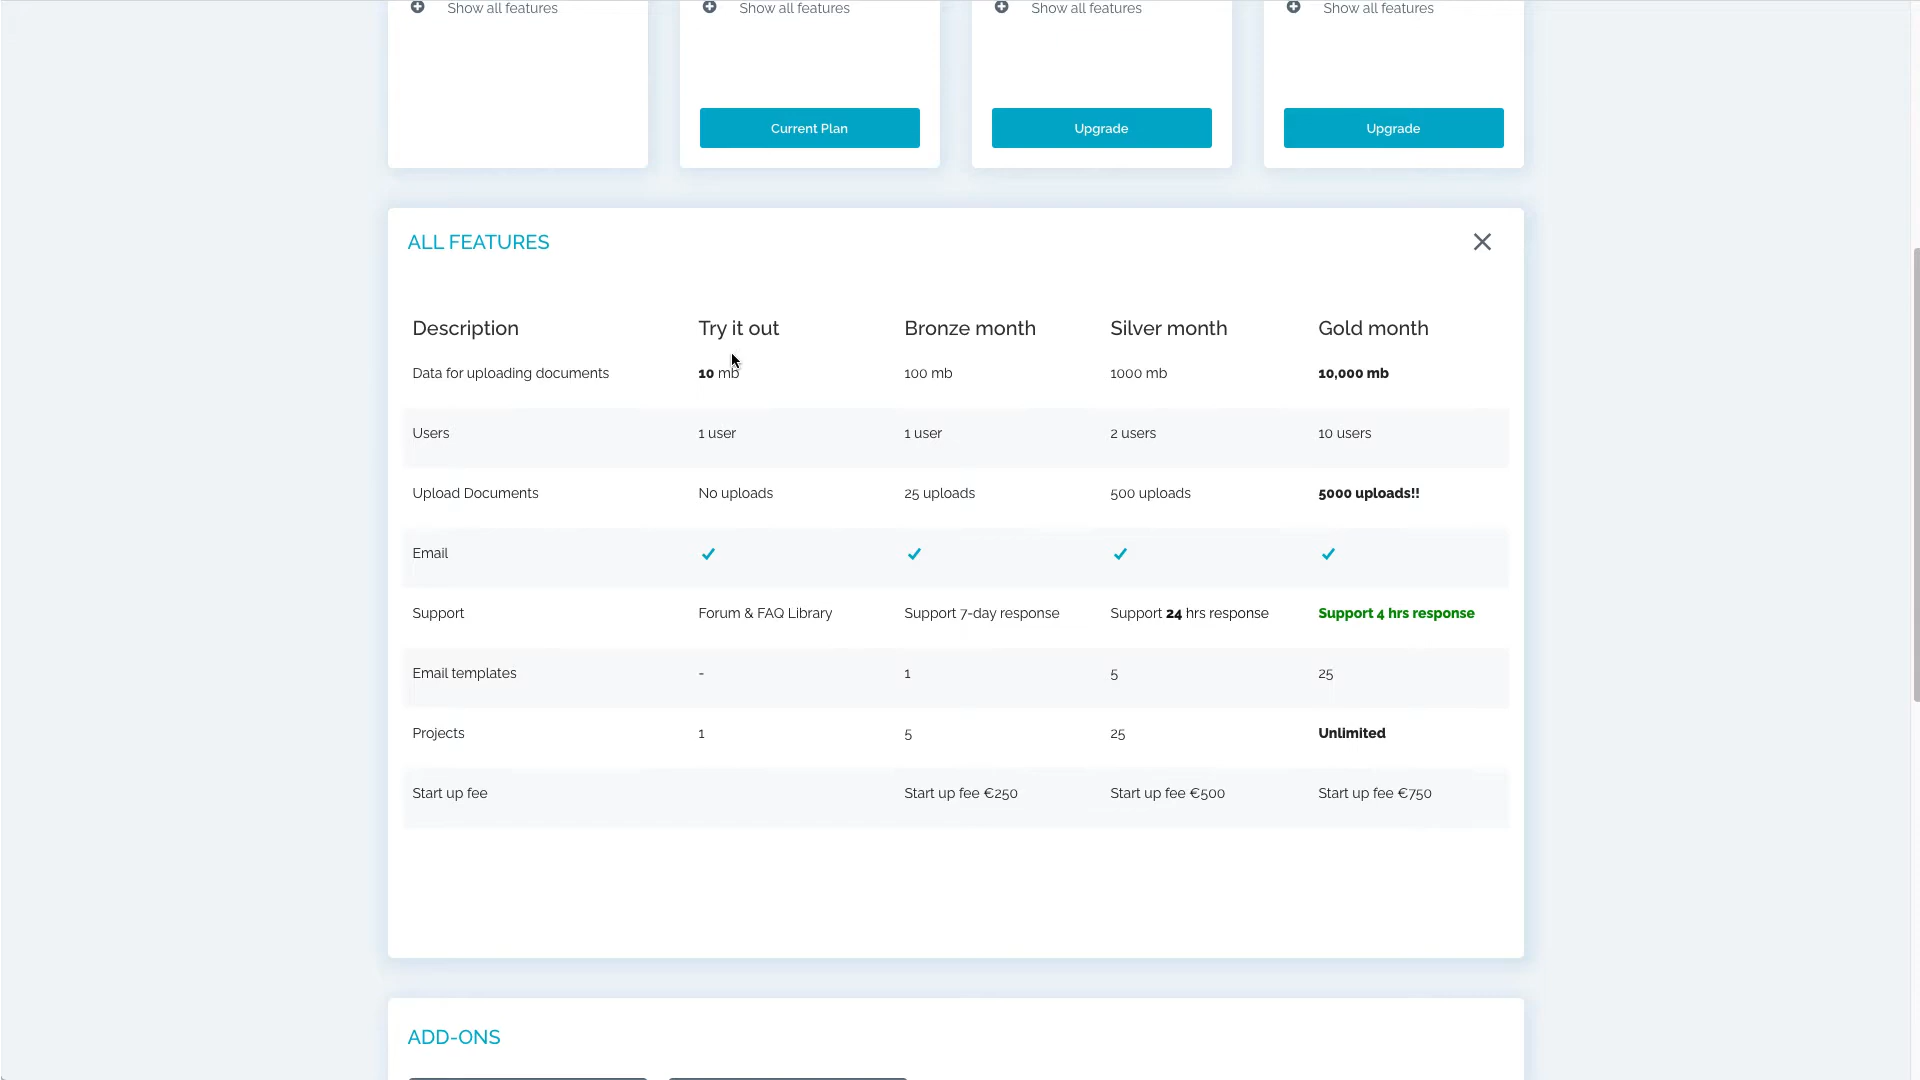 Show all features Show all features Show all features Show all features
Current Plan Upgrade Upgrade
ALL FEATURES
Description Try it out Bronze month Silver month Gold month
Data for uploading documents 10 mb 100 mb 1000 mb 10,000 mb
Users 1 user 1 user 2 users 10 users
Upload Documents No uploads 25 uploads 500 uploads 5000 uploads!!
Email
Support Forum & FAQ Library Support 7-day response Support 24 hrs response Support 4 hrs response
Email templates - 1 5 25
Projects 1 5 25 Unlimited
Start up fee Start up fee €250 Start up fee €500 Start up fee €750
ADD-ONS